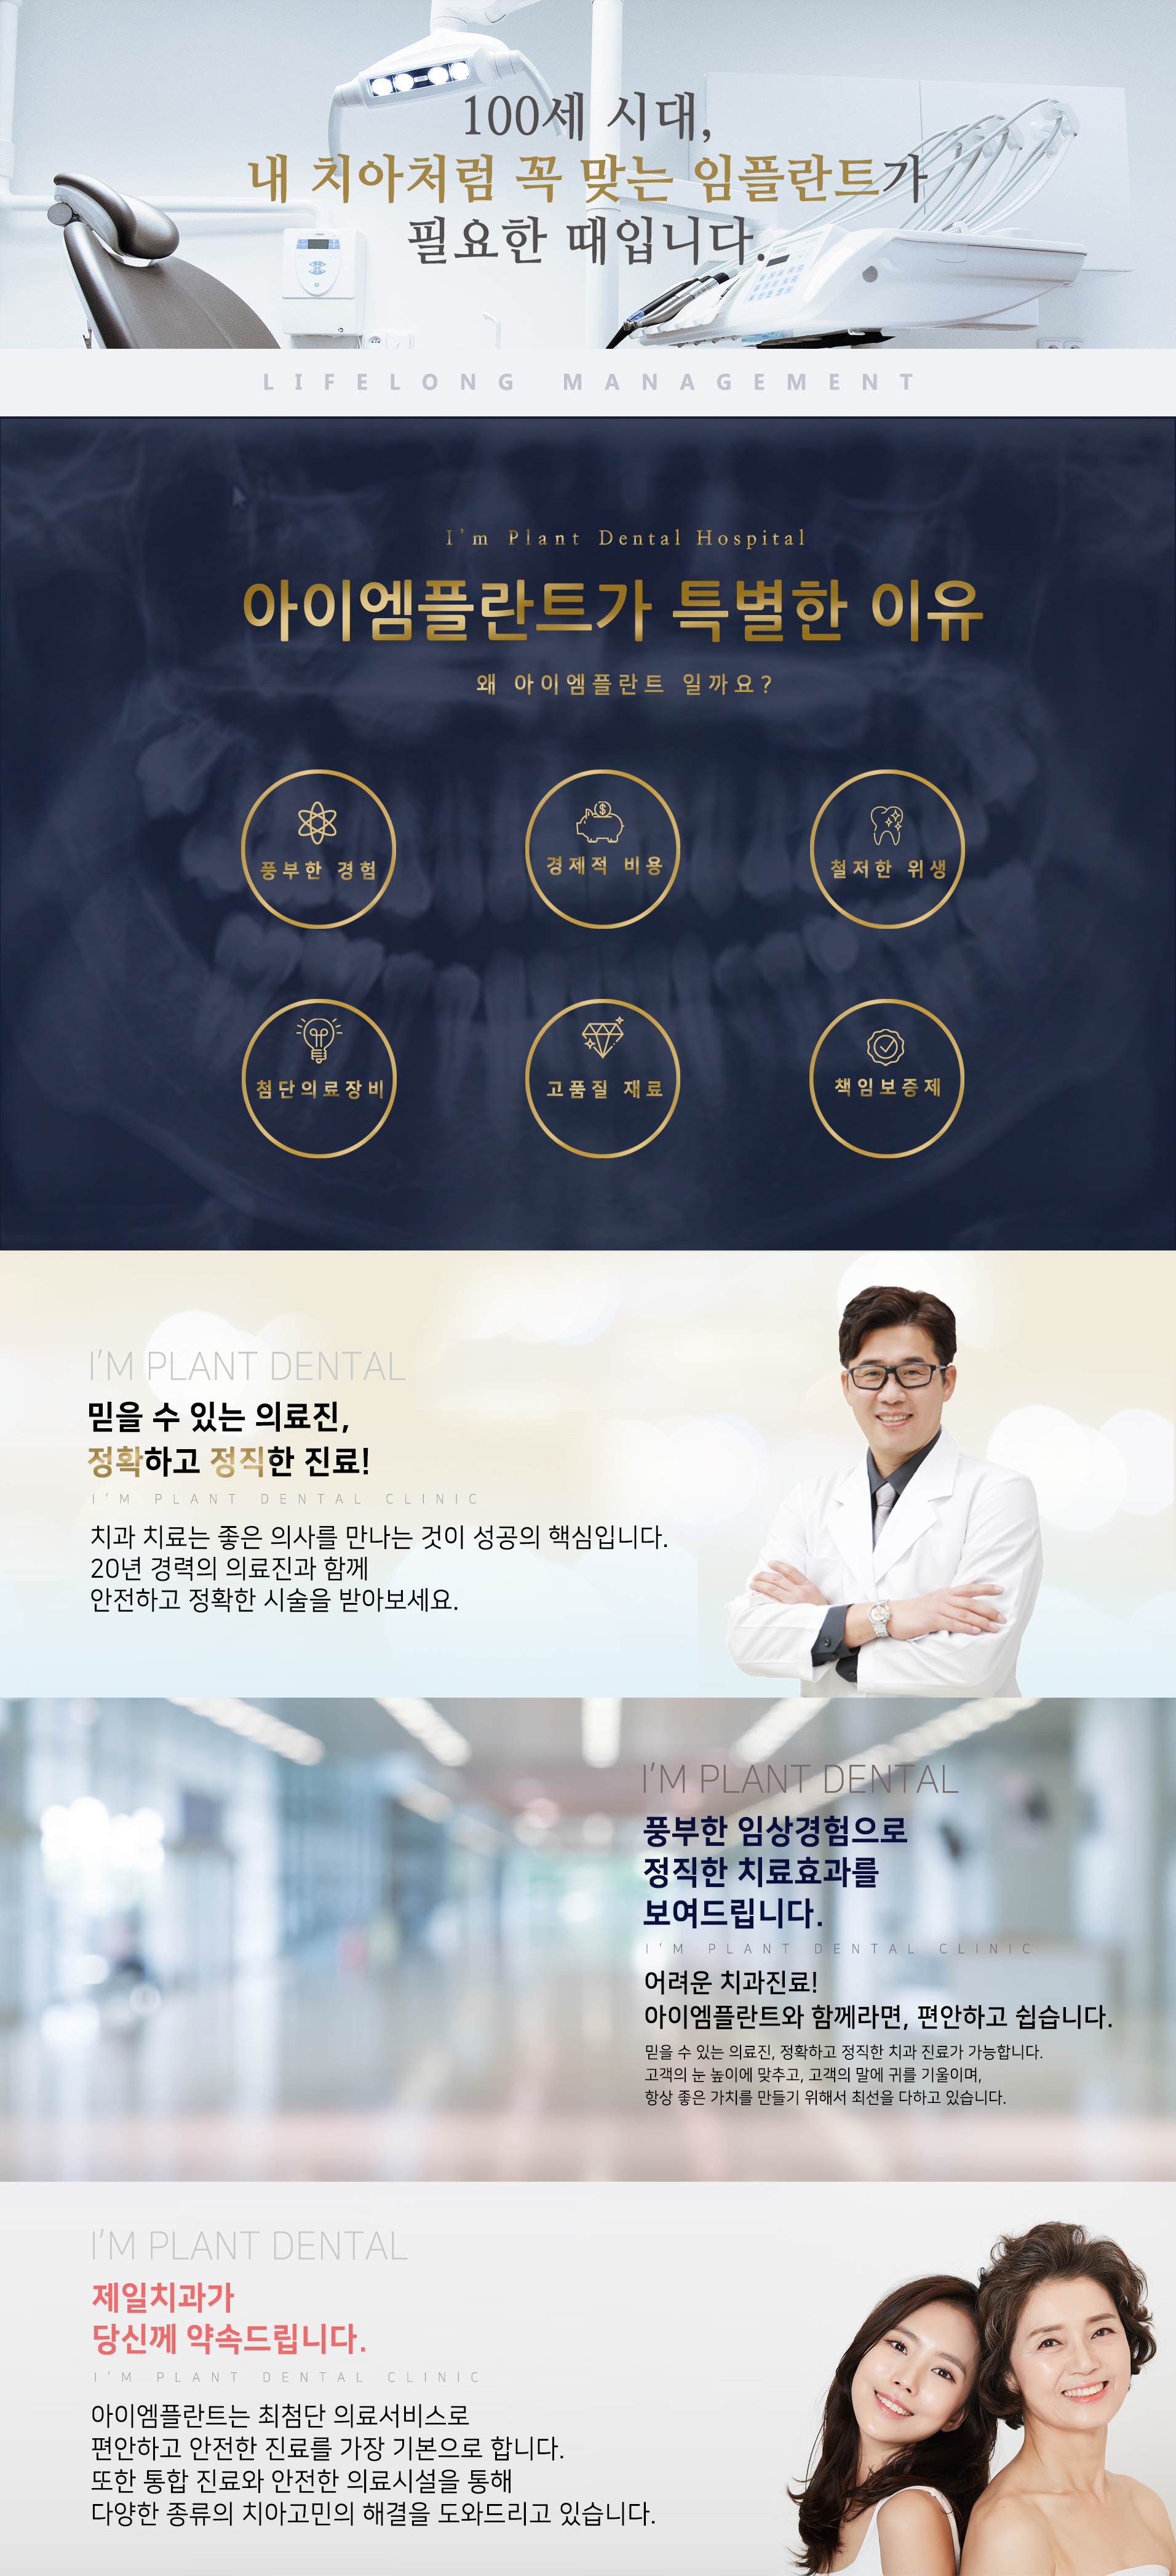 100세 시대,
내 치아처럼 꼭 맞는 임플란트가
필요한 때입니다.
LIFELONG MANAGEMENT
I'm Plant Dental Hospital
아이엠플란트가 특별한 이유
왜 아이엠플란트 일까요?
풍부한 경험
경제적 비용
철저한 위생
첨단의료장비
고품질 재료
책임보증제
I'M PLANT DENTAL
믿을 수 있는 의료진,
정확하고 정직한 진료!
I'M PLANT DENTAL CLINIC
치과 치료는 좋은 의사를 만나는 것이 성공의 핵심입니다.
20년 경력의 의료진과 함께
안전하고 정확한 시술을 받아보세요.
I'M PLANT DENTAL
풍부한 임상경험으로
정직한 치료효과를
보여드립니다.
I'M PLANT DENTAL CLINIC
어려운 치과진료!
아이엠플란트와 함께라면, 편안하고 쉽습니다.
믿을 수 있는 의료진, 정확하고 정직한 치과 진료가 가능합니다.
고객의 눈 높이에 맞추고, 고객의 말에 귀를 기울이며,
항상 좋은 가치를 만들기 위해서 최선을 다하고 있습니다.
I'M PLANT DENTAL
제일치과가
당신께 약속드립니다.
I'M PLANT DENTAL CLINIC
아이엠플란트는 최첨단 의료서비스로
편안하고 안전한 진료를 가장 기본으로 합니다.
또한 통합 진료와 안전한 의료시설을 통해
다양한 종류의 치아고민의 해결을 도와드리고 있습니다.